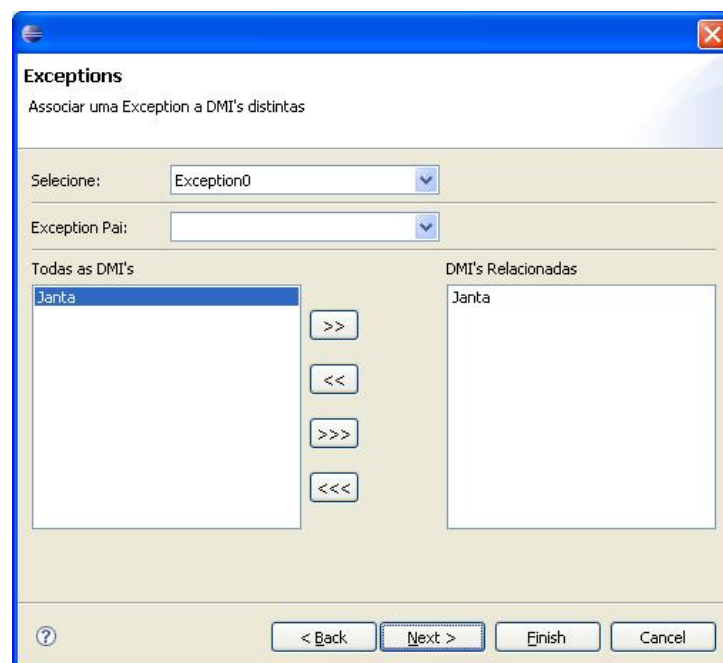 Exceptions
Associar uma Exception a DMI's distintas
Selecione: Exception0
Exception Pai:
Todas as DMI's DMI's Relacionadas
Janta Janta
>>
<<
>>>
<<<
? < Back Next > Finish Cancel